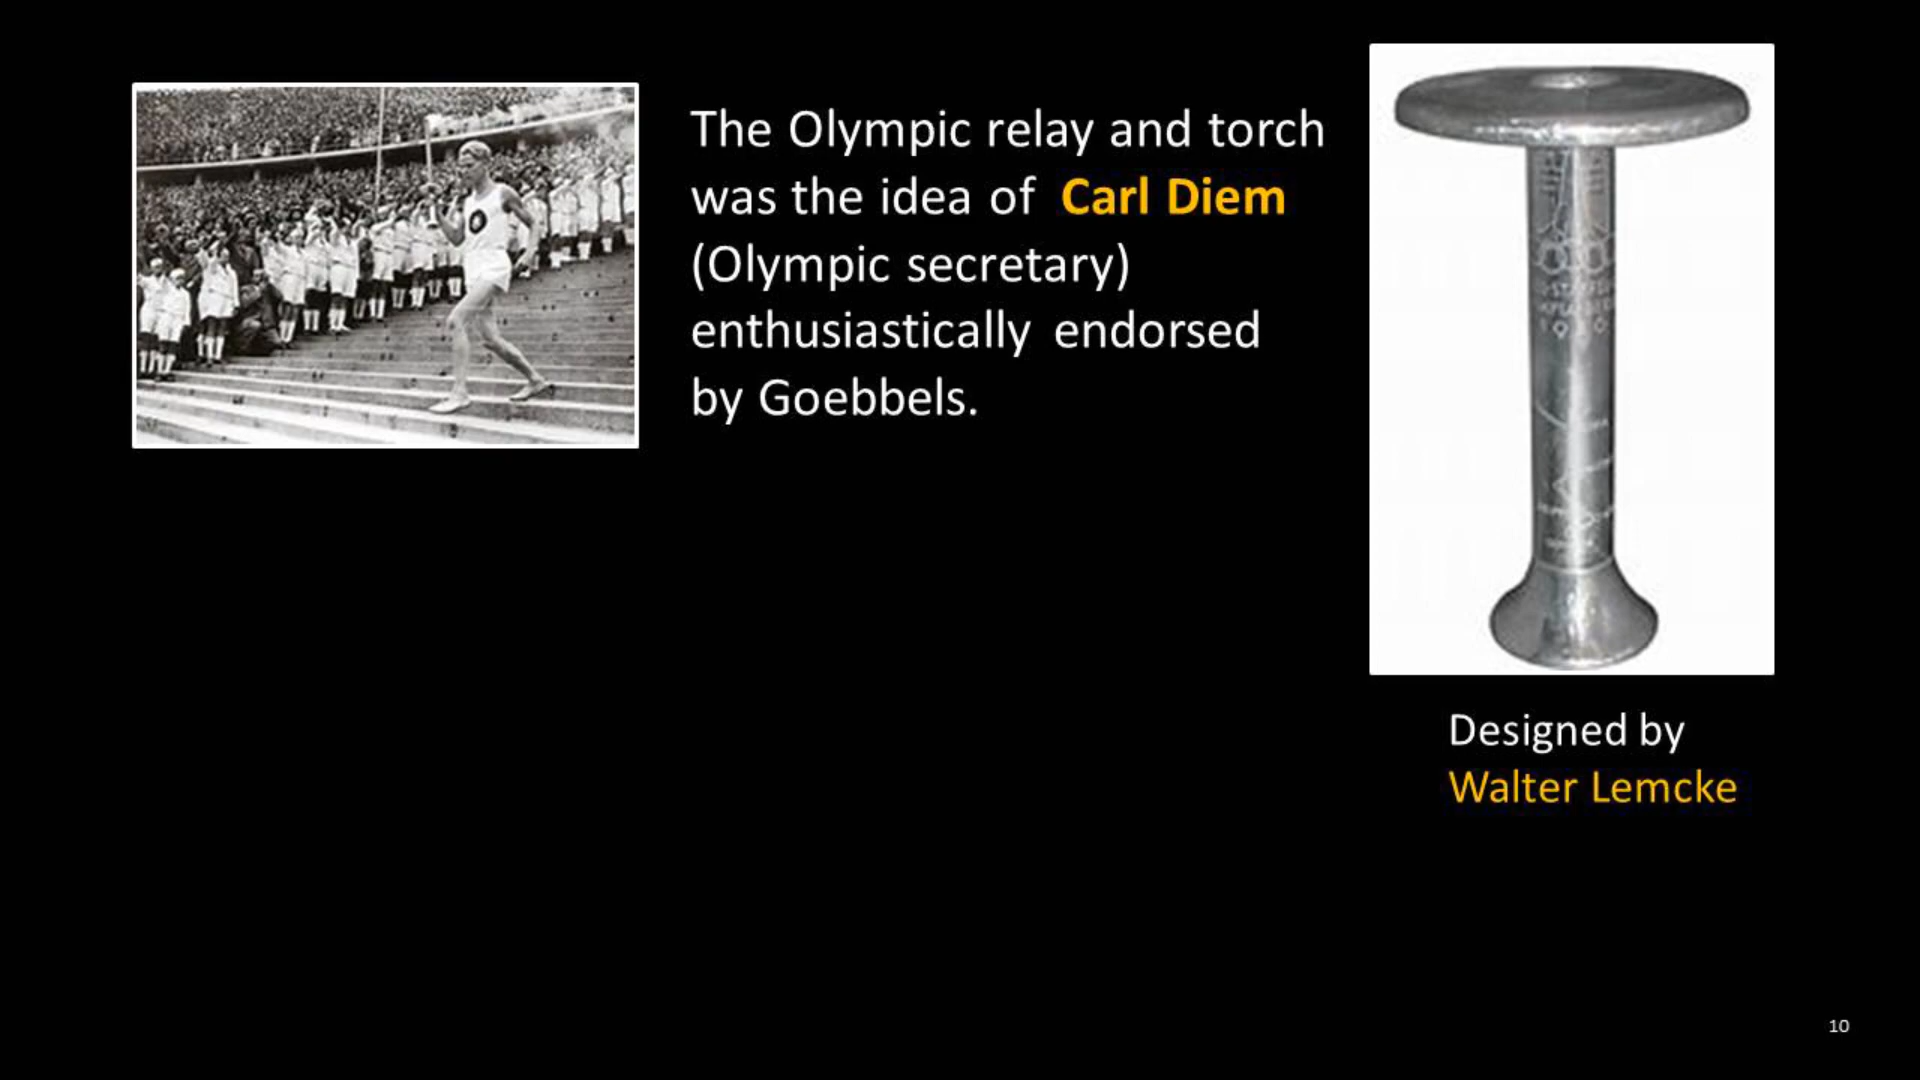 The Olympic relay and torch
was the idea of Carl Diem
(Olympic secretary)
enthusiastically endorsed
by Goebbels.
Designed by
Walter Lemcke
10